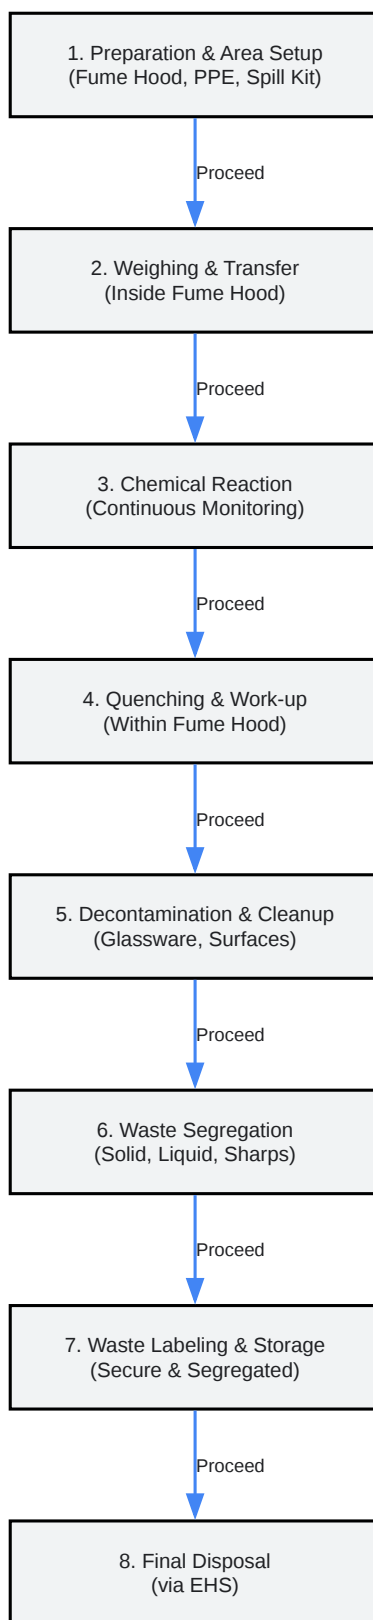 1. Preparation & Area Setup
(Fume Hood, PPE, Spill Kit)
Proceed
2. Weighing & Transfer
(Inside Fume Hood)
Proceed
3. Chemical Reaction
(Continuous Monitoring)
Proceed
4. Quenching & Work-up
(Within Fume Hood)
Proceed
5. Decontamination & Cleanup
(Glassware, Surfaces)
Proceed
6. Waste Segregation
(Solid, Liquid, Sharps)
Proceed
7. Waste Labeling & Storage
(Secure & Segregated)
Proceed
8. Final Disposal
(via EHS)